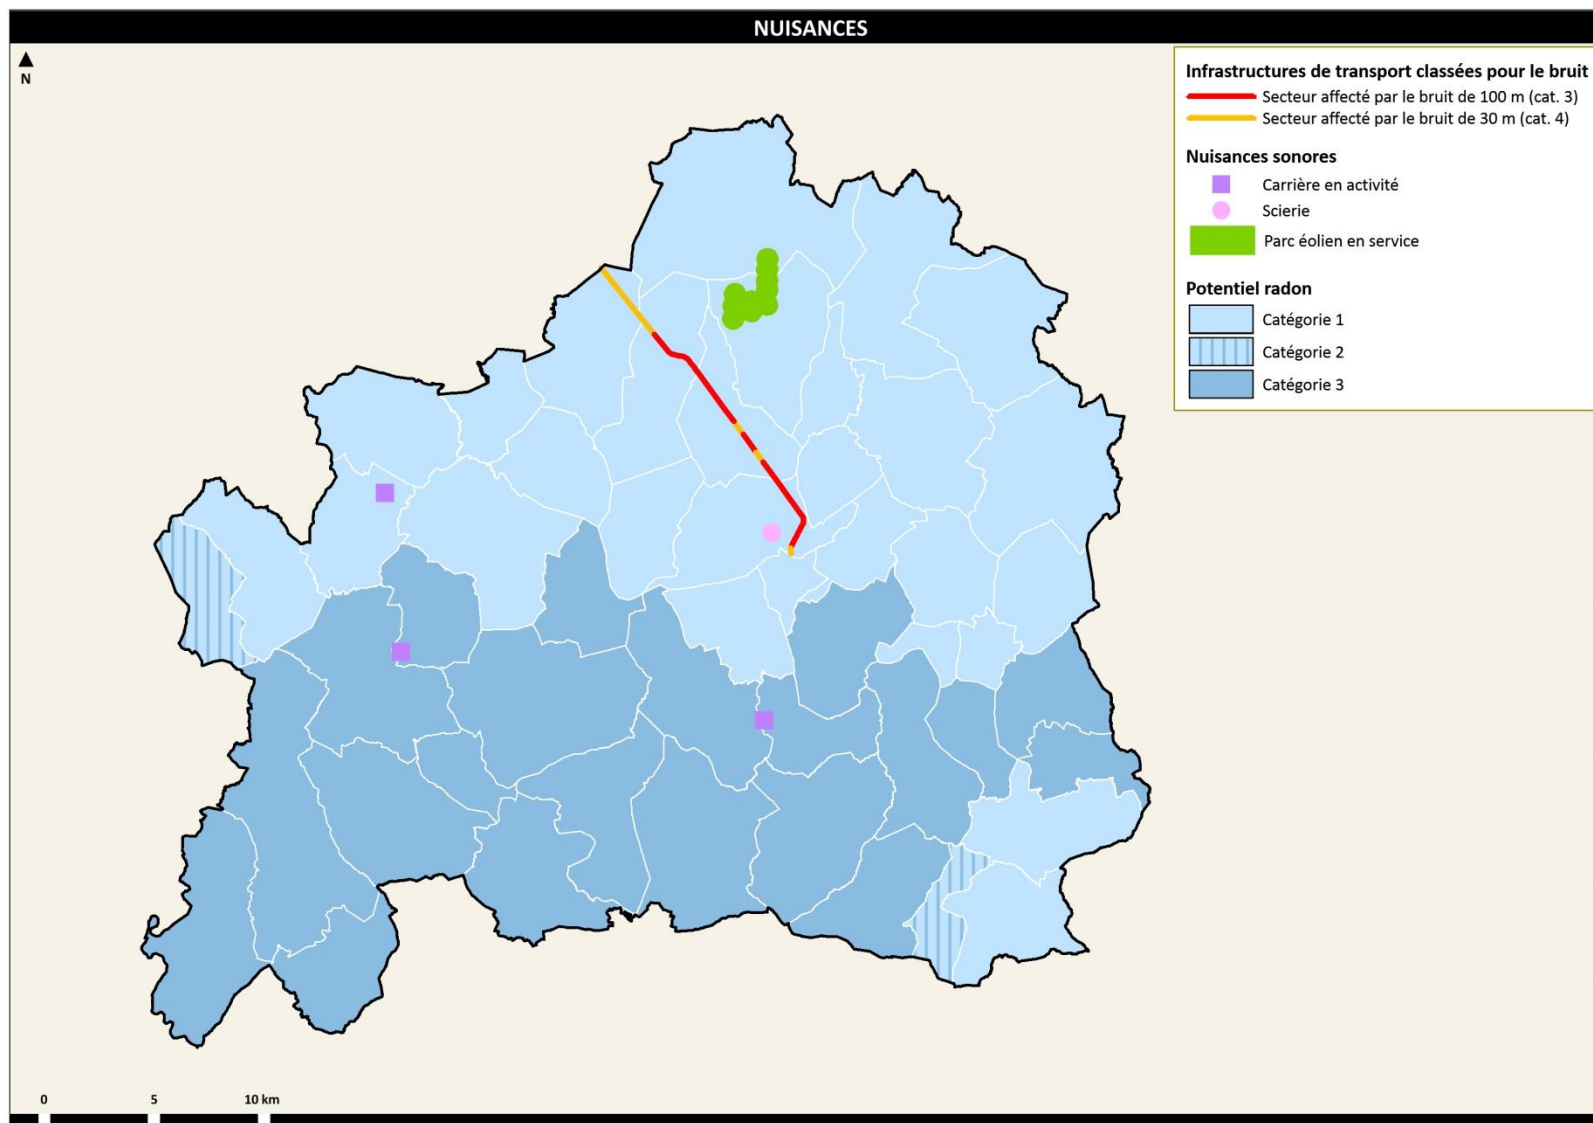 NUISANCES
N
Infrastructures de transport classées pour le bruit
Secteur affecté par le bruit de 100 m (cat. 3)
Secteur affecté par le bruit de 30 m (cat. 4)
Nuisances sonores
Carrière en activité
Scierie
Parc éolien en service
Potentiel radon
Catégorie 1
Catégorie 2
Catégorie 3
0 5 10 km